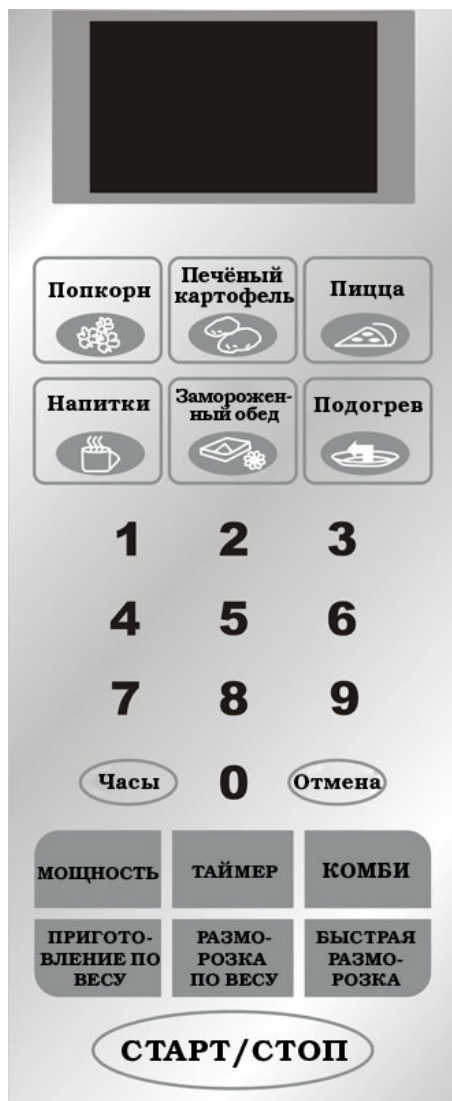 Попкорн
Печёный
картофель
Пицца
Напитки
Заморожен-
ный обед
Подогрев
1 2 3
4 5 6
7 8 9
Часы 0 Отмена
МОЩНОСТЬ
ТАЙМЕР
КОМБИ
ПРИГОТО-
ВЛЕНИЕ ПО
ВЕСУ
РАЗМО-
РОЗКА
ПО ВЕСУ
БЫСТРАЯ
РАЗМО-
РОЗКА
СТАРТ/СТОП